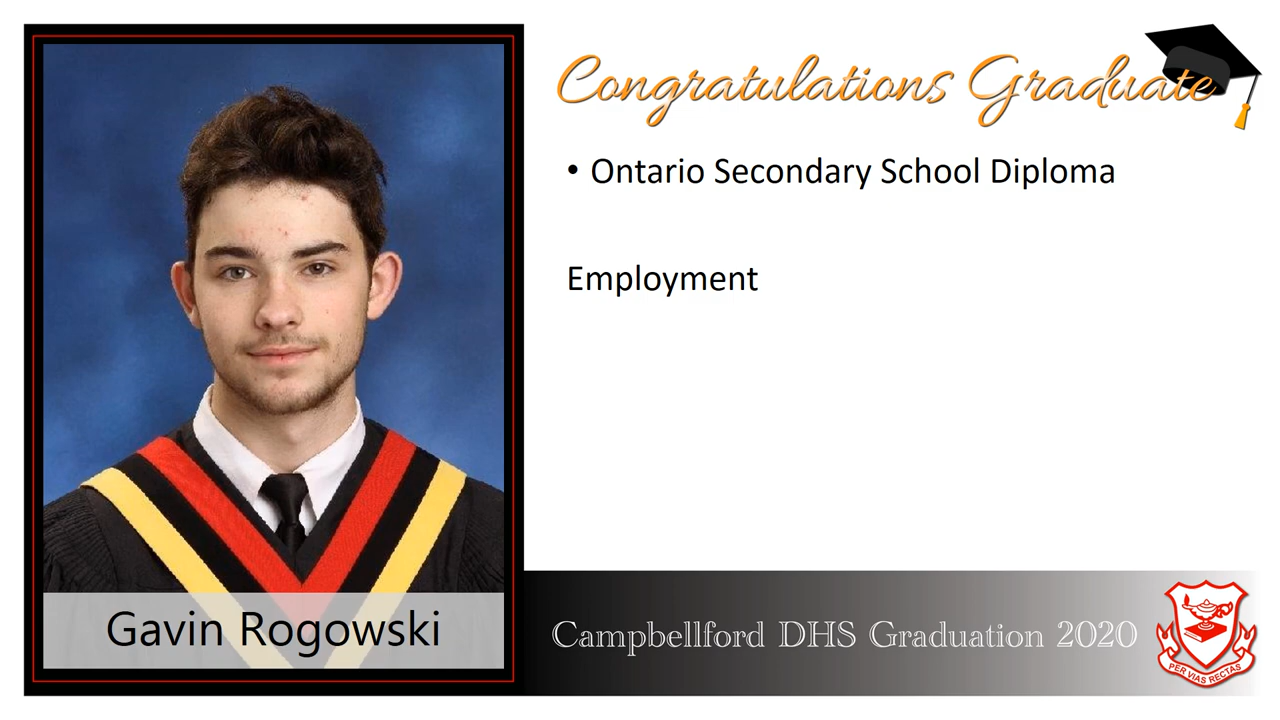 Congratulations Graduate
• Ontario Secondary School Diploma
Employment
Gavin Rogowski
Campbellford DHS Graduation 2020
PER VIAS RECTAS